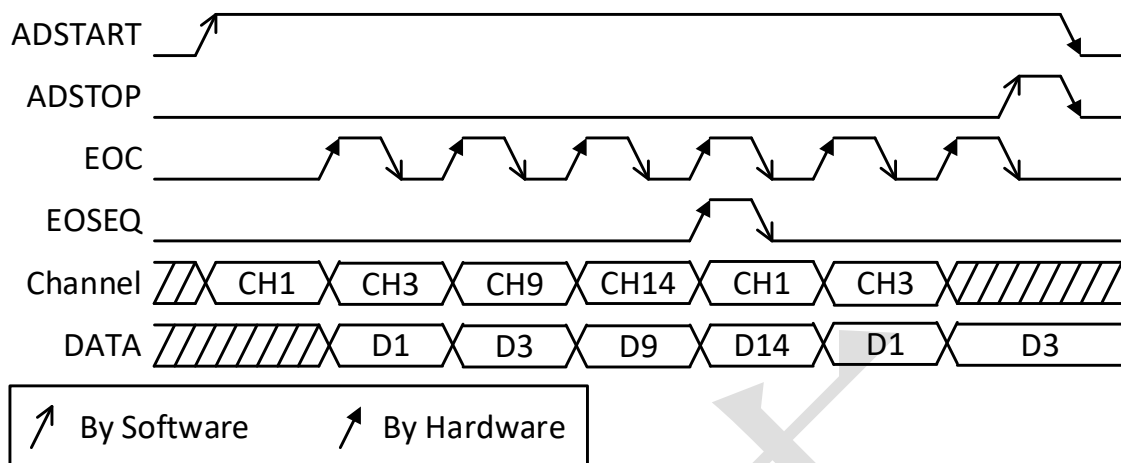 ADSTART
ADSTOP
EOC
EOSEQ
Channel CH1 CH3 CH9 CH14 CH1 CH3
DATA D1 D3 D9 D14 D1 D3
By Software By Hardware